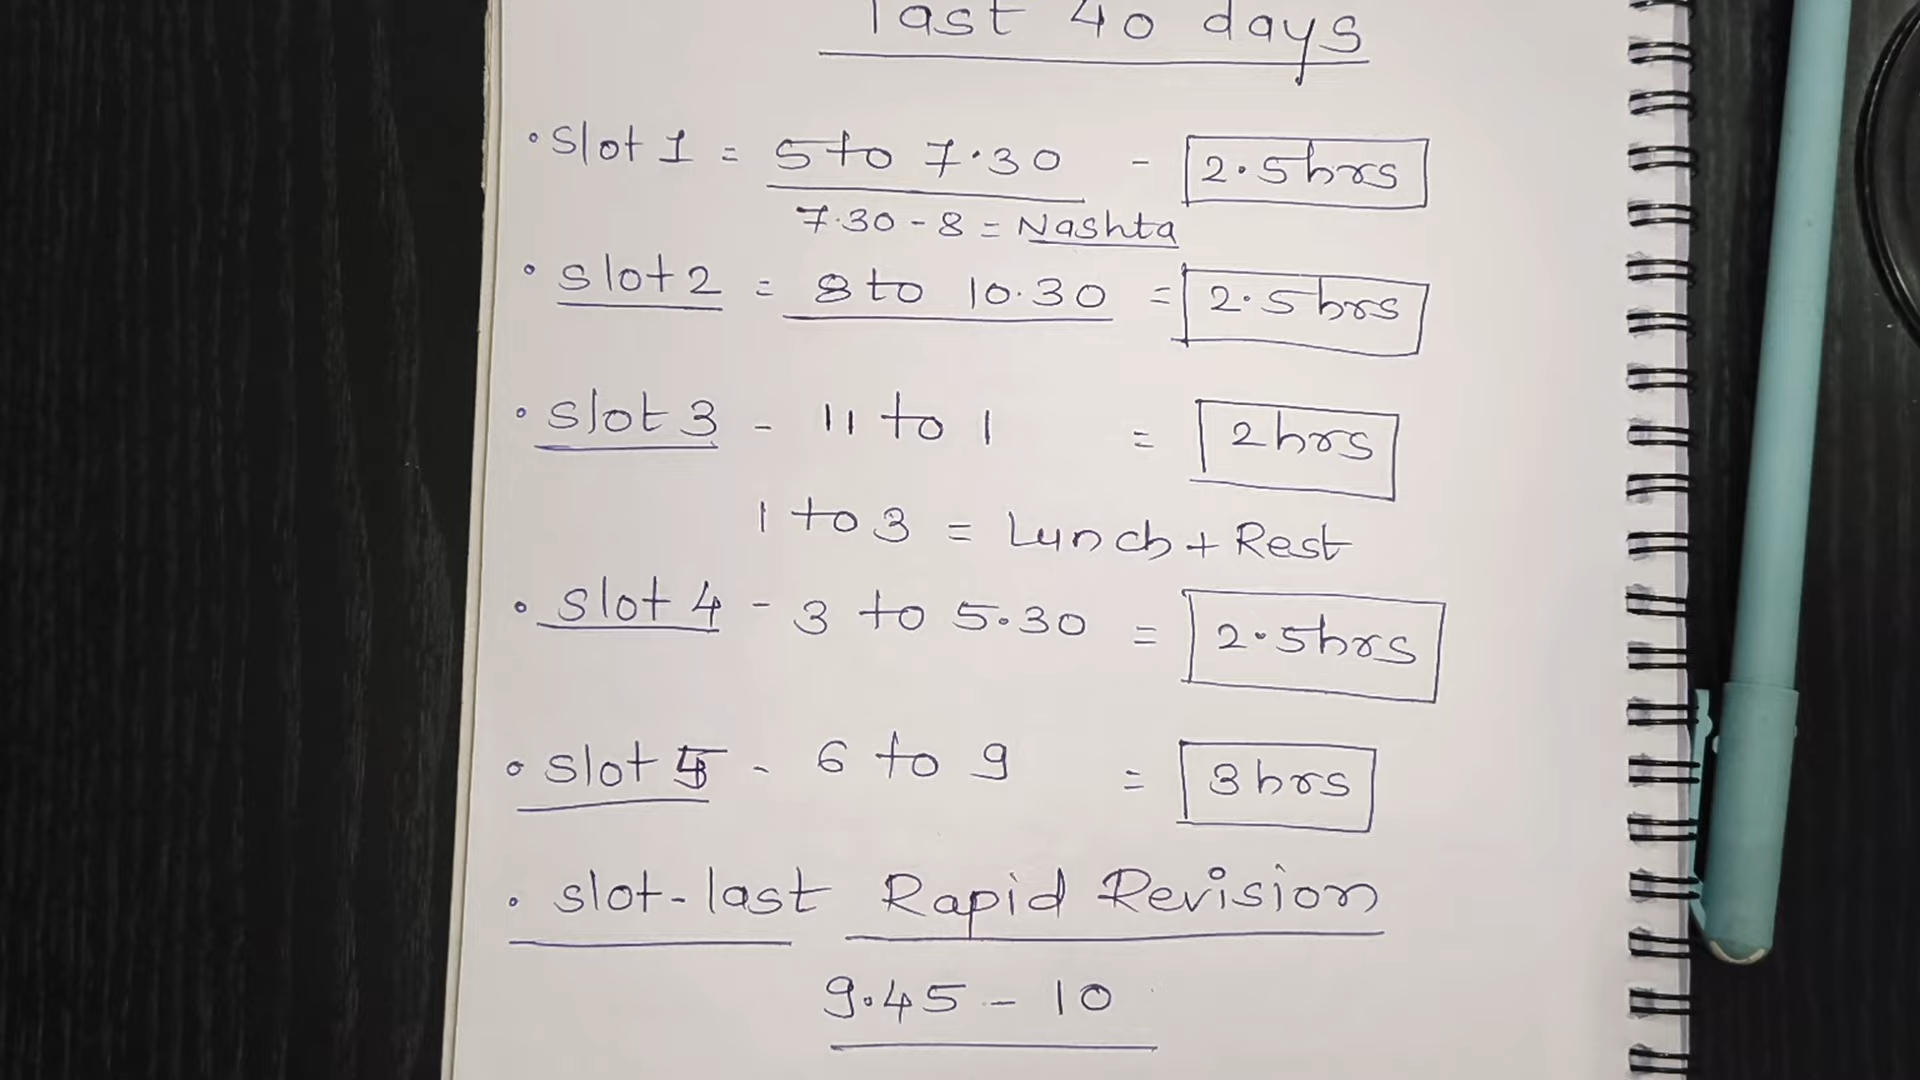 last 40 days
• Slot 1 = 5 to 7.30 - 2.5hrs
7.30 - 8 = Nashta
• slot 2 = 8 to 10.30 = 2.5hrs
• slot 3 - 11 to 1 = 2hrs
1 to 3 = Lunch + Rest
• slot 4 - 3 to 5.30 = 2.5hrs
• slot 5 - 6 to 9 = 3hrs
• slot-last Rapid Revision
9.45 - 10